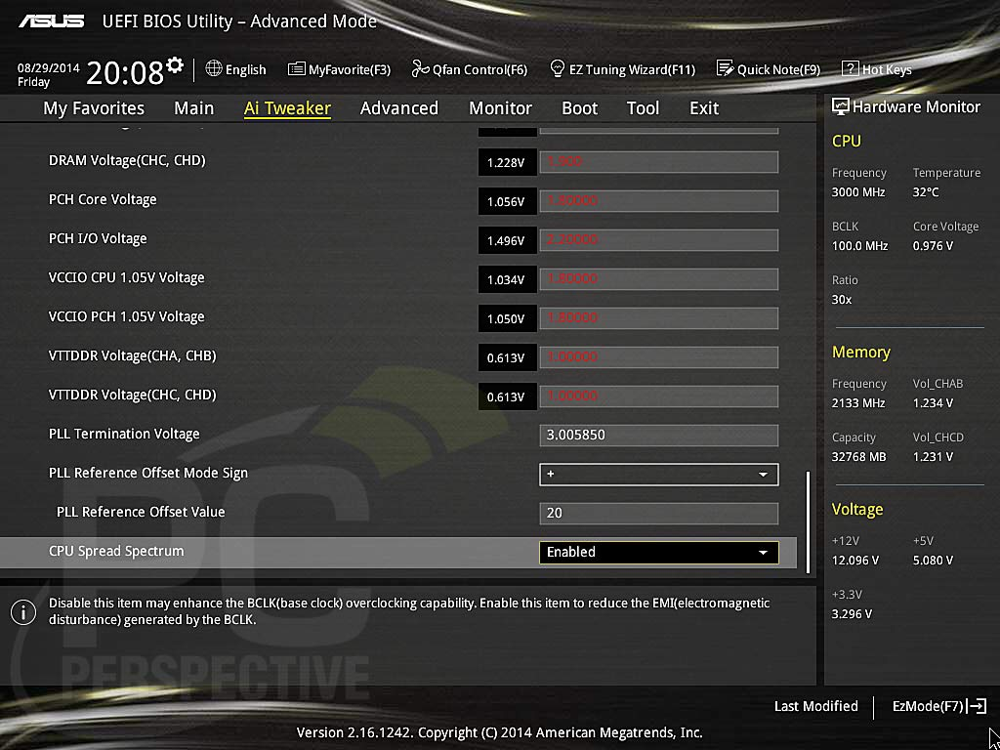 ASUS UEFI BIOS Utility – Advanced Mode
08/29/2014
Friday
20:08
English
MyFavorite(F3)
Qfan Control(F6)
EZ Tuning Wizard(F11)
Quick Note(F9)
? Hot Keys
My Favorites Main Ai Tweaker Advanced Monitor Boot Tool Exit
DRAM Voltage(CHC, CHD) 1.228V 1.900
PCH Core Voltage 1.056V 1.80000
PCH I/O Voltage 1.496V 2.20000
VCCIO CPU 1.05V Voltage 1.034V 1.80000
VCCIO PCH 1.05V Voltage 1.050V 1.80000
VTTDDR Voltage(CHA, CHB) 0.613V 1.00000
VTTDDR Voltage(CHC, CHD) 0.613V 1.00000
PLL Termination Voltage 3.005850
PLL Reference Offset Mode Sign +
PLL Reference Offset Value 20
CPU Spread Spectrum Enabled
Disable this item may enhance the BCLK(base clock) overclocking capability. Enable this item to reduce the EMI(electromagnetic
disturbance) generated by the BCLK.
Hardware Monitor
CPU
Frequency Temperature
3000 MHz 32°C
BCLK Core Voltage
100.0 MHz 0.976 V
Ratio
30x
Memory
Frequency Vol_CHAB
2133 MHz 1.234 V
Capacity Vol_CHCD
32768 MB 1.231 V
Voltage
+12V +5V
12.096 V 5.080 V
+3.3V
3.296 V
PC
PERSPECTIVE
Last Modified
EzMode(F7)
Version 2.16.1242. Copyright (C) 2014 American Megatrends, Inc.